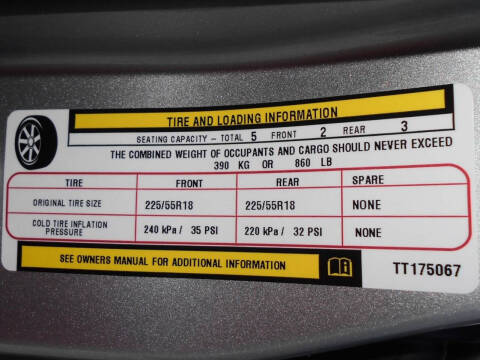 TIRE AND LOADING INFORMATION
SEATING CAPACITY - TOTAL 5 FRONT 2 REAR 3
THE COMBINED WEIGHT OF OCCUPANTS AND CARGO SHOULD NEVER EXCEED
390 KG OR 860 LB
TIRE FRONT REAR SPARE
ORIGINAL TIRE SIZE 225/55R18 225/55R18 NONE
COLD TIRE INFLATION PRESSURE 240 kPa / 35 PSI 220 kPa / 32 PSI NONE
SEE OWNERS MANUAL FOR ADDITIONAL INFORMATION
TT175067